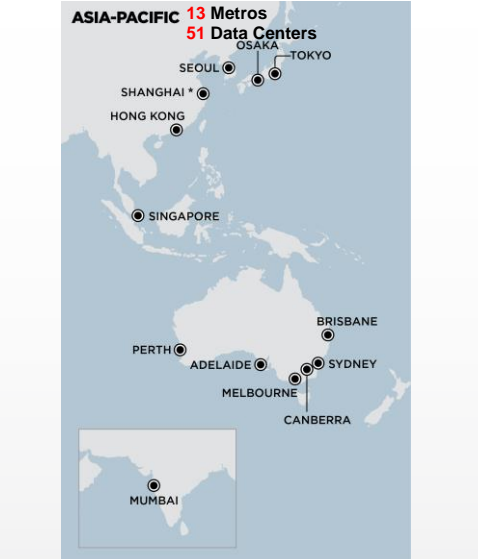 ASIA-PACIFIC 13 Metros
51 Data Centers
OSAKA
TOKYO
SEOUL
SHANGHAI *
HONG KONG
SINGAPORE
BRISBANE
PERTH
ADELAIDE
SYDNEY
MELBOURNE
CANBERRA
MUMBAI